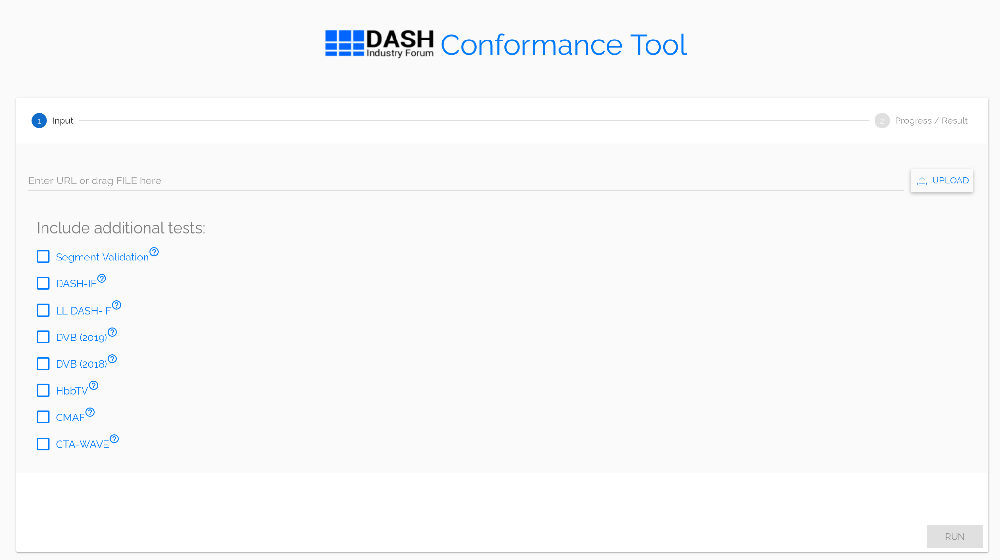 DASH
Industry Forum
Conformance Tool
1 Input
2 Progress / Result
Enter URL or drag FILE here
UPLOAD
Include additional tests:
Segment Validation ?
DASH-IF ?
LL DASH-IF ?
DVB (2019) ?
DVB (2018) ?
HbbTV ?
CMAF ?
CTA-WAVE ?
RUN